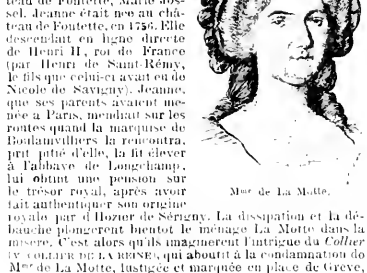 teau de Fontette, Marie Jos-
sel. Jeanne était née au châ-
teau de Fontette, en 1756. Elle
descendait en ligne directe
de Henri II, roi de France
(par Henri de Saint-Rémy,
le fils que celui-ci avait eu de
Nicole de Savigny). Jeanne,
que ses parents avaient me-
née à Paris, mendiait sur les
routes quand la marquise de
Boulainvilliers la rencontra,
prit pitié d'elle, la fit élever
à l'abbaye de Longchamp,
lui obtint une pension sur
le trésor royal, après avoir
fait authentiquer son origine
royale par d'Hozier de Sérigny. La dissipation et la dé-
bauche plongèrent bientôt le ménage La Motte dans la
misère. C'est alors qu'ils imaginèrent l'intrigue du Collier
(V. COLLIER DE LA REINE), qui aboutit à la condamnation de
Mme de La Motte, fustigée et marquée en place de Grève,
Mme de La Motte.